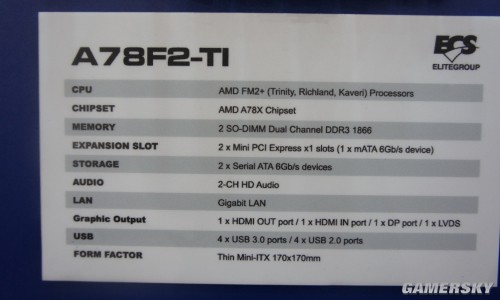 A78F2-TI
ECS
ELITEGROUP
CPU AMD FM2+ (Trinity, Richland, Kaveri) Processors
CHIPSET AMD A78X Chipset
MEMORY 2 SO-DIMM Dual Channel DDR3 1866
EXPANSION SLOT 2 x Mini PCI Express x1 slots (1 x mATA 6Gb/s device)
STORAGE 2 x Serial ATA 6Gb/s devices
AUDIO 2-CH HD Audio
LAN Gigabit LAN
Graphic Output 1 x HDMI OUT port / 1 x HDMI IN port / 1 x DP port / 1 x LVDS
USB 4 x USB 3.0 ports / 4 x USB 2.0 ports
FORM FACTOR Thin Mini-ITX 170x170mm
GAMERSKY